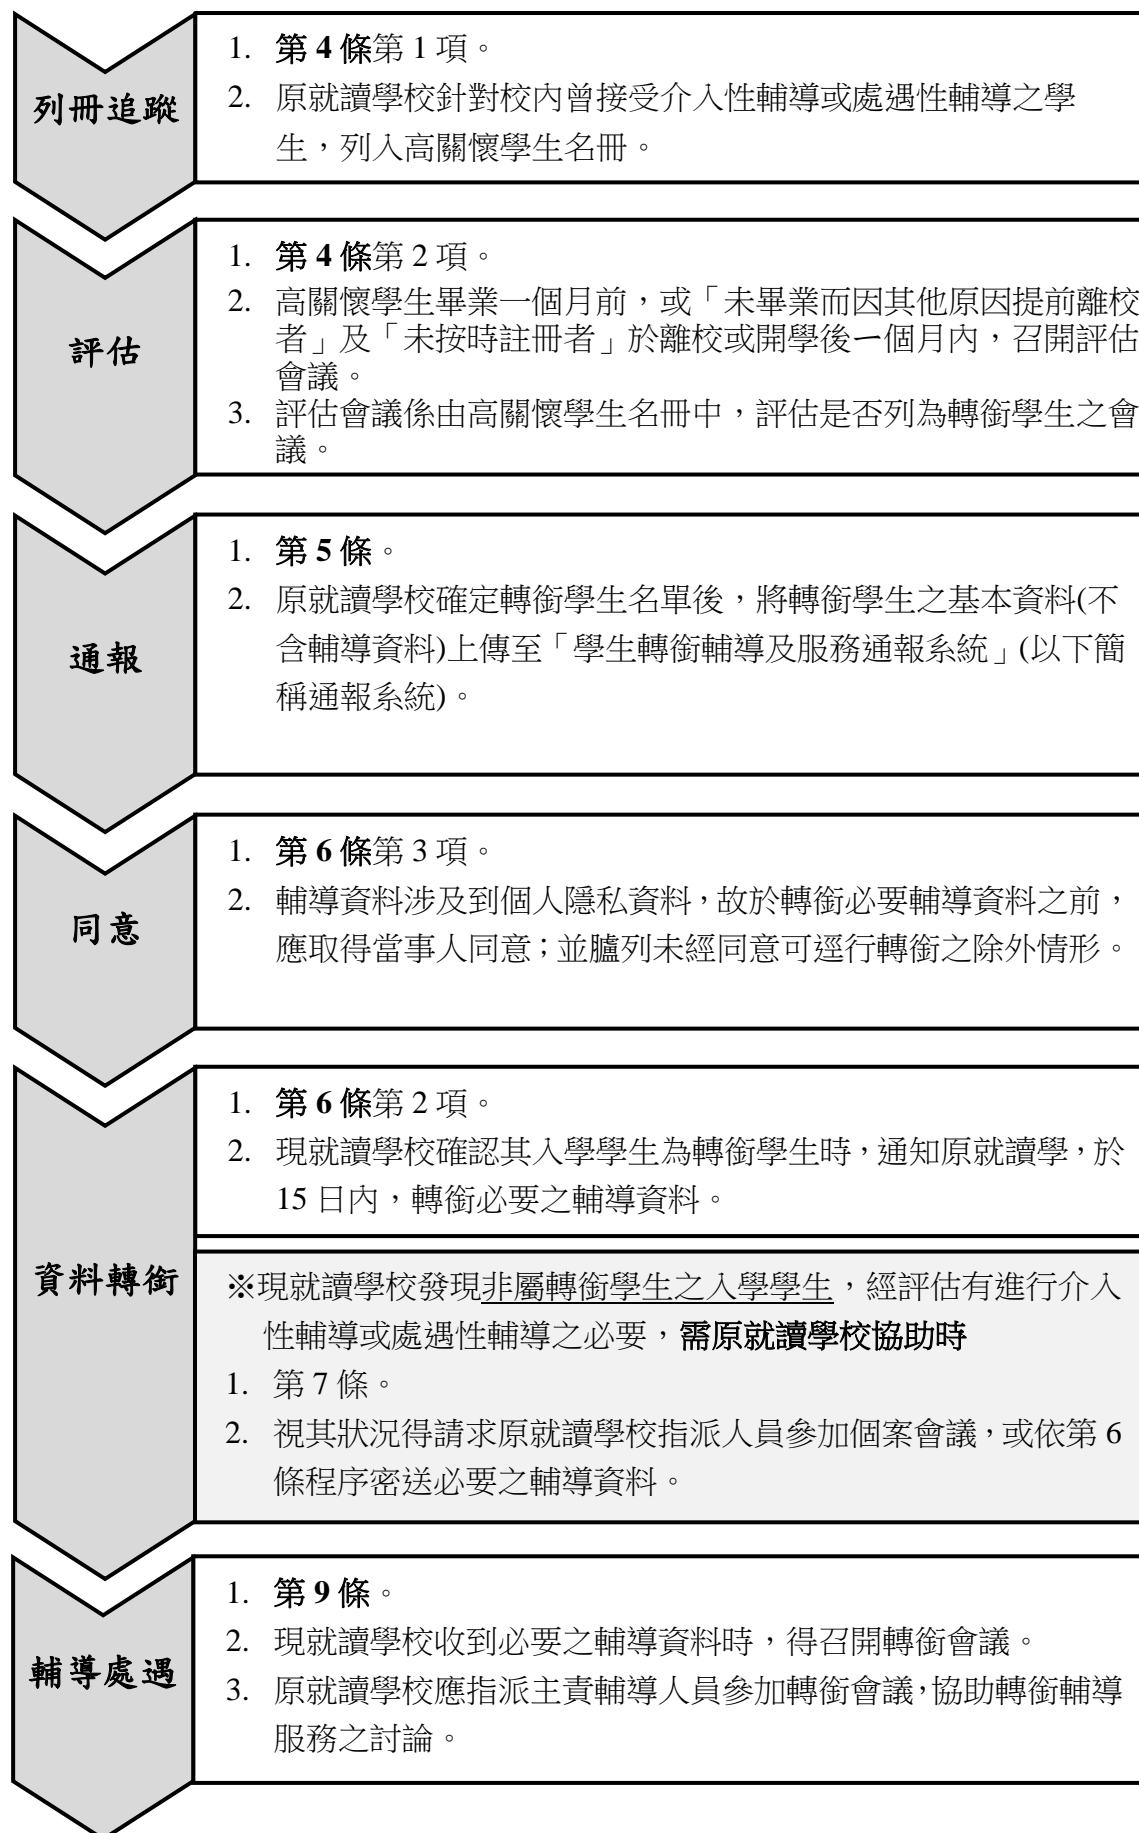 列冊追蹤
1. 第 4 條第 1 項。
2. 原就讀學校針對校內曾接受介入性輔導或處遇性輔導之學
生，列入高關懷學生名冊。
評估
1. 第 4 條第 2 項。
2. 高關懷學生畢業一個月前，或「未畢業而因其他原因提前離校
者」及「未按時註冊者」於離校或開學後一個月內，召開評估
會議。
3. 評估會議係由高關懷學生名冊中，評估是否列為轉銜學生之會
議。
通報
1. 第 5 條。
2. 原就讀學校確定轉銜學生名單後，將轉銜學生之基本資料(不
含輔導資料)上傳至「學生轉銜輔導及服務通報系統」(以下簡
稱通報系統)。
同意
1. 第 6 條第 3 項。
2. 輔導資料涉及到個人隱私資料，故於轉銜必要輔導資料之前，
應取得當事人同意；並臚列未經同意可逕行轉銜之除外情形。
資料轉銜
1. 第 6 條第 2 項。
2. 現就讀學校確認其入學學生為轉銜學生時，通知原就讀學，於
15 日內，轉銜必要之輔導資料。
※現就讀學校發現非屬轉銜學生之入學學生，經評估有進行介入
性輔導或處遇性輔導之必要，需原就讀學校協助時
1. 第 7 條。
2. 視其狀況得請求原就讀學校指派人員參加個案會議，或依第 6
條程序密送必要之輔導資料。
輔導處遇
1. 第 9 條。
2. 現就讀學校收到必要之輔導資料時，得召開轉銜會議。
3. 原就讀學校應指派主責輔導人員參加轉銜會議，協助轉銜輔導
服務之討論。